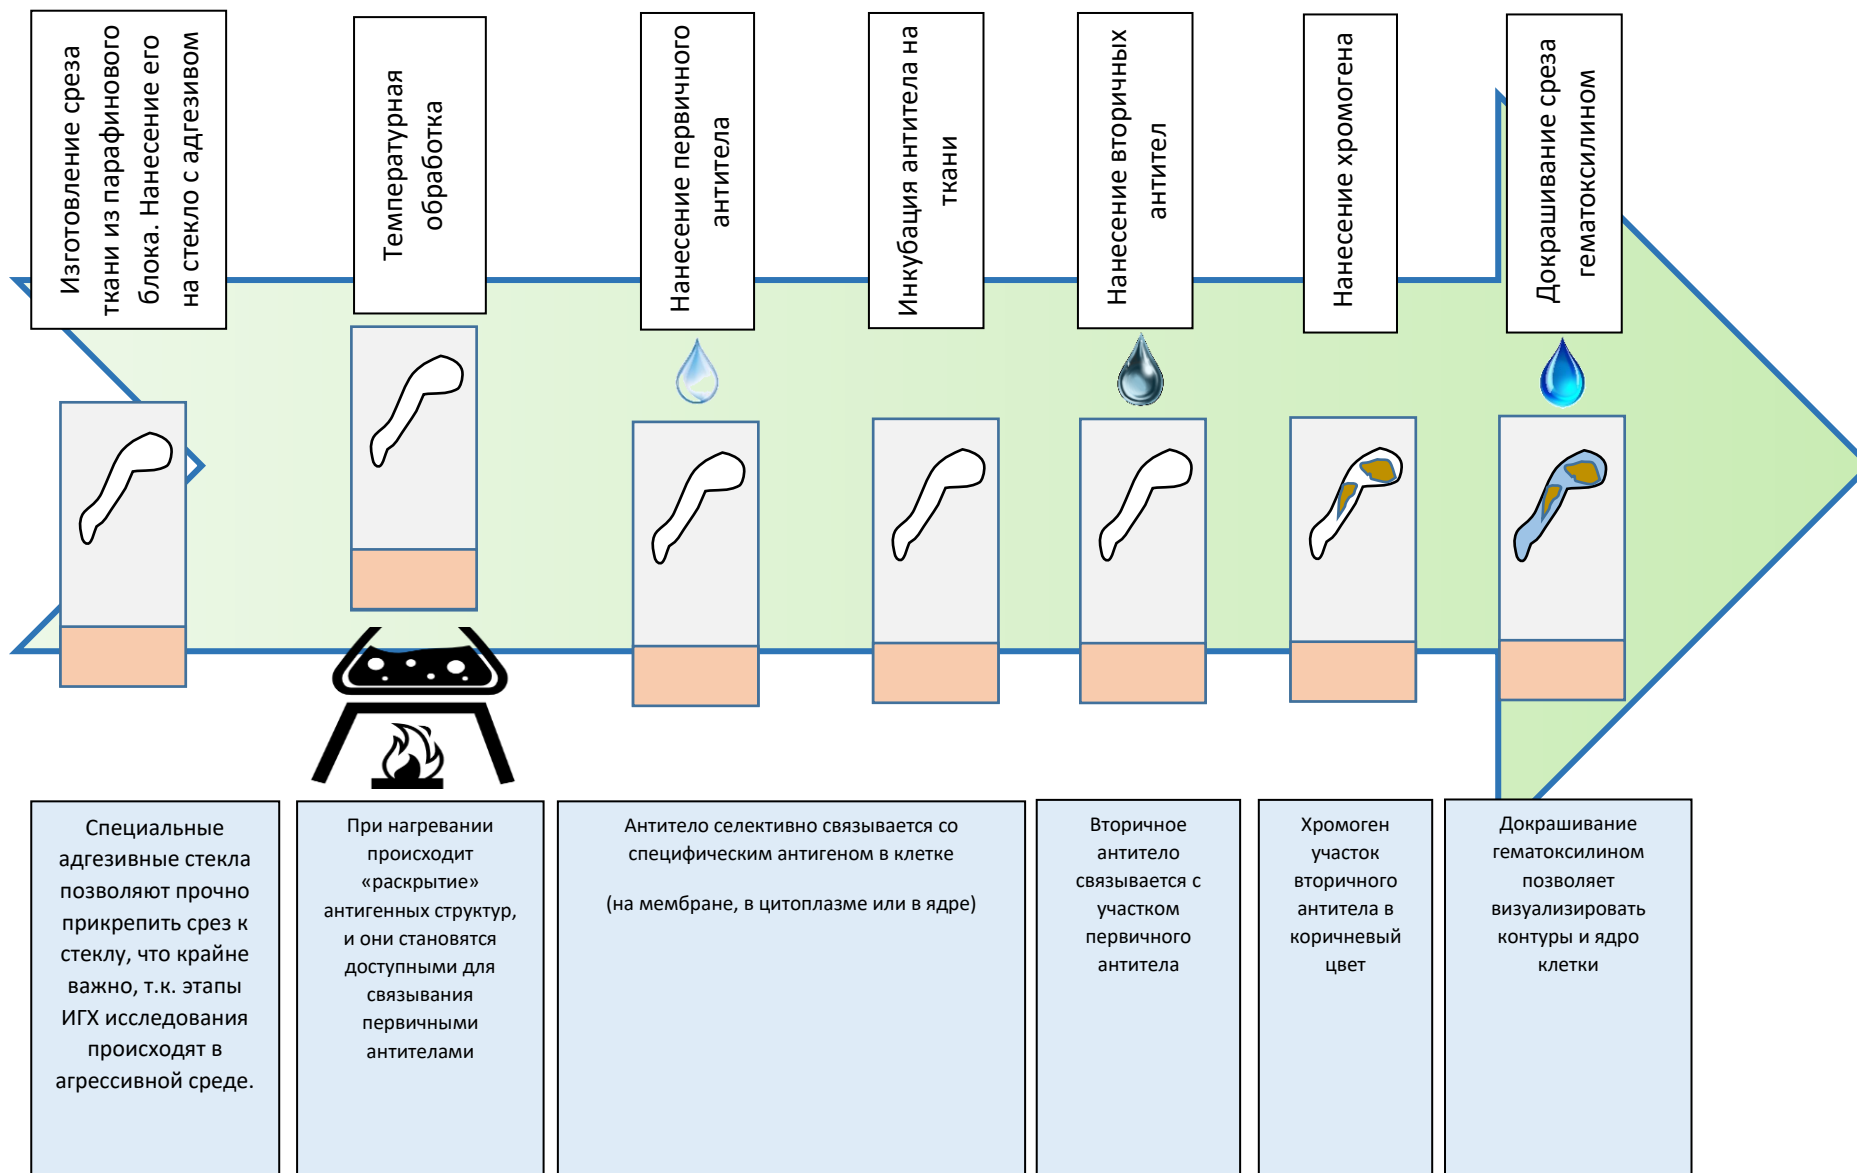 Изготовление среза
ткани из парафинового
блока. Нанесение его
на стекло с адгезивом
Температурная
обработка
Нанесение первичного
антитела
Инкубация антитела на
ткани
Нанесение вторичных
антител
Нанесение хромогена
Докрашивание среза
гематоксилином
Специальные
адгезивные стекла
позволяют прочно
прикрепить срез к
стеклу, что крайне
важно, т.к. этапы
ИГХ исследования
происходят в
агрессивной среде.
При нагревании
происходит
«раскрытие»
антигенных структур,
и они становятся
доступными для
связывания
первичными
антителами
Антитело селективно связывается со
специфическим антигеном в клетке
(на мембране, в цитоплазме или в ядре)
Вторичное
антитело
связывается с
участком
первичного
антитела
Хромоген
участок
вторичного
антитела в
коричневый
цвет
Докрашивание
гематоксилином
позволяет
визуализировать
контуры и ядро
клетки